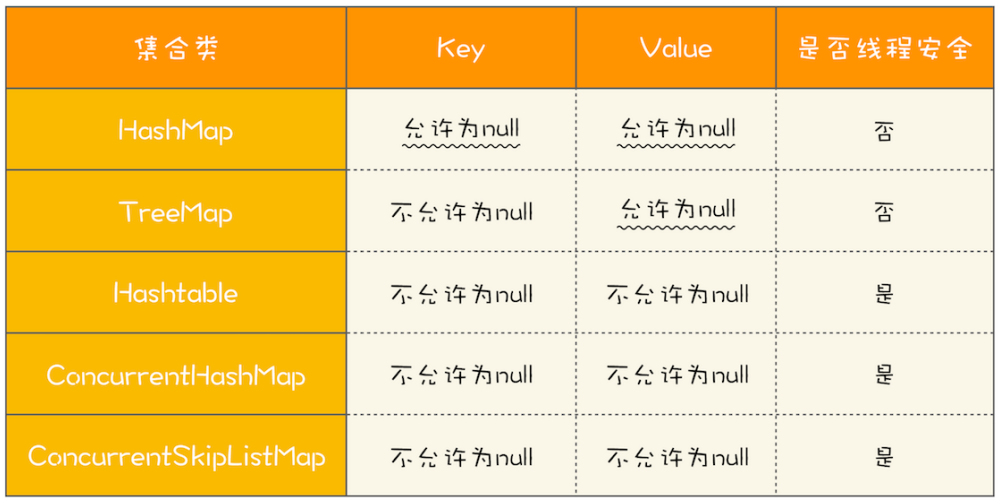 集合类 Key Value 是否线程安全
HashMap 允许为null 允许为null 否
TreeMap 不允许为null 允许为null 否
Hashtable 不允许为null 不允许为null 是
ConcurrentHashMap 不允许为null 不允许为null 是
ConcurrentSkipListMap 不允许为null 不允许为null 是